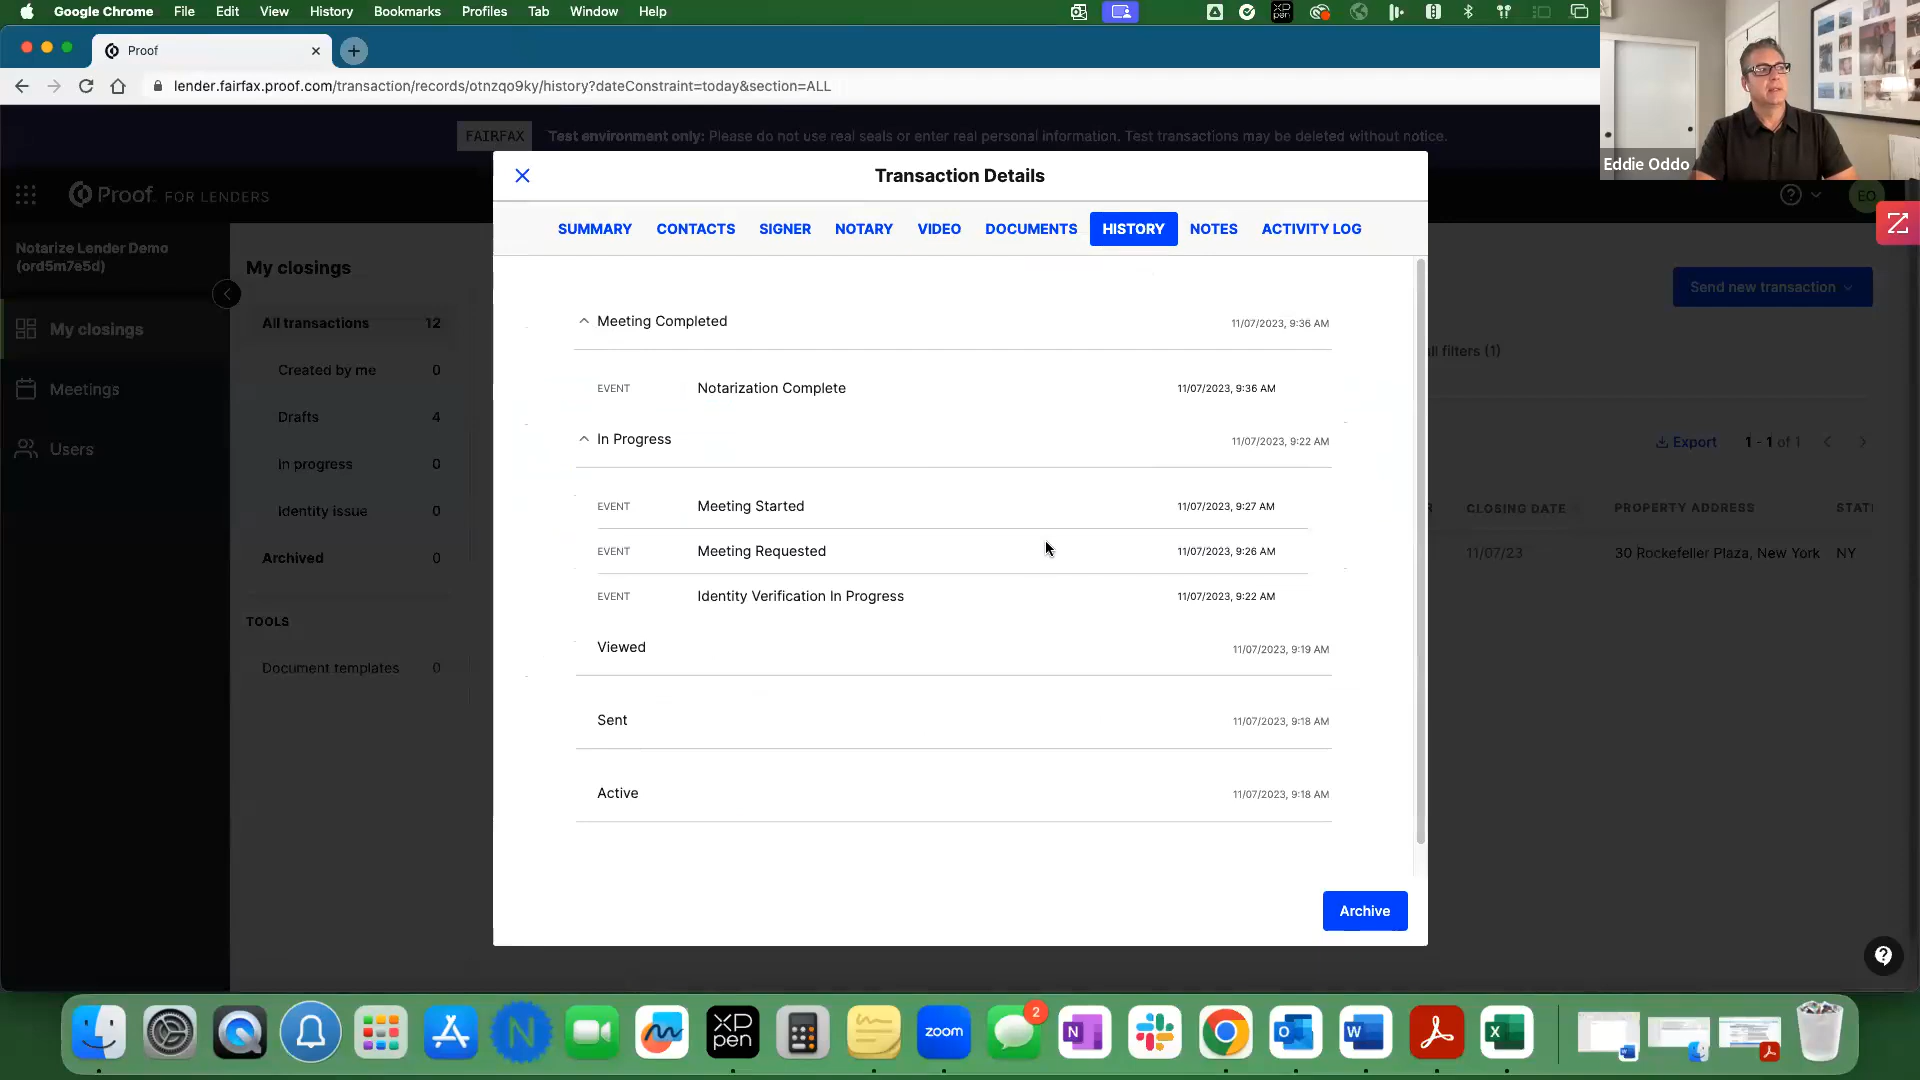 Google Chrome File Edit View History Bookmarks Profiles Tab Window Help
Proof
lender.fairfax.proof.com/transaction/records/otnzqo9ky/history?dateConstraint=today&section=ALL
FAIRFAX Test environment only: Please do not use real seals or enter real personal information. Test transactions may be deleted without notice.
Eddie Oddo
Proof. FOR LENDERS
EO
Notarize Lender Demo
(ord5m7e5d)
My closings
Meetings
Users
My closings
All transactions 12
Created by me 0
Drafts 4
In progress 0
Identity issue 0
Archived 0
TOOLS
Document templates 0
Transaction Details
SUMMARY CONTACTS SIGNER NOTARY VIDEO DOCUMENTS HISTORY NOTES ACTIVITY LOG
Meeting Completed 11/07/2023, 9:36 AM
EVENT Notarization Complete 11/07/2023, 9:36 AM
In Progress 11/07/2023, 9:22 AM
EVENT Meeting Started 11/07/2023, 9:27 AM
EVENT Meeting Requested 11/07/2023, 9:26 AM
EVENT Identity Verification In Progress 11/07/2023, 9:22 AM
Viewed 11/07/2023, 9:19 AM
Sent 11/07/2023, 9:18 AM
Active 11/07/2023, 9:18 AM
Archive
Send new transaction
filters (1)
Export 1 - 1 of 1
CLOSING DATE PROPERTY ADDRESS
11/07/23 30 Rockefeller Plaza, New York NY
XP
pen
zoom
2
N
W
X